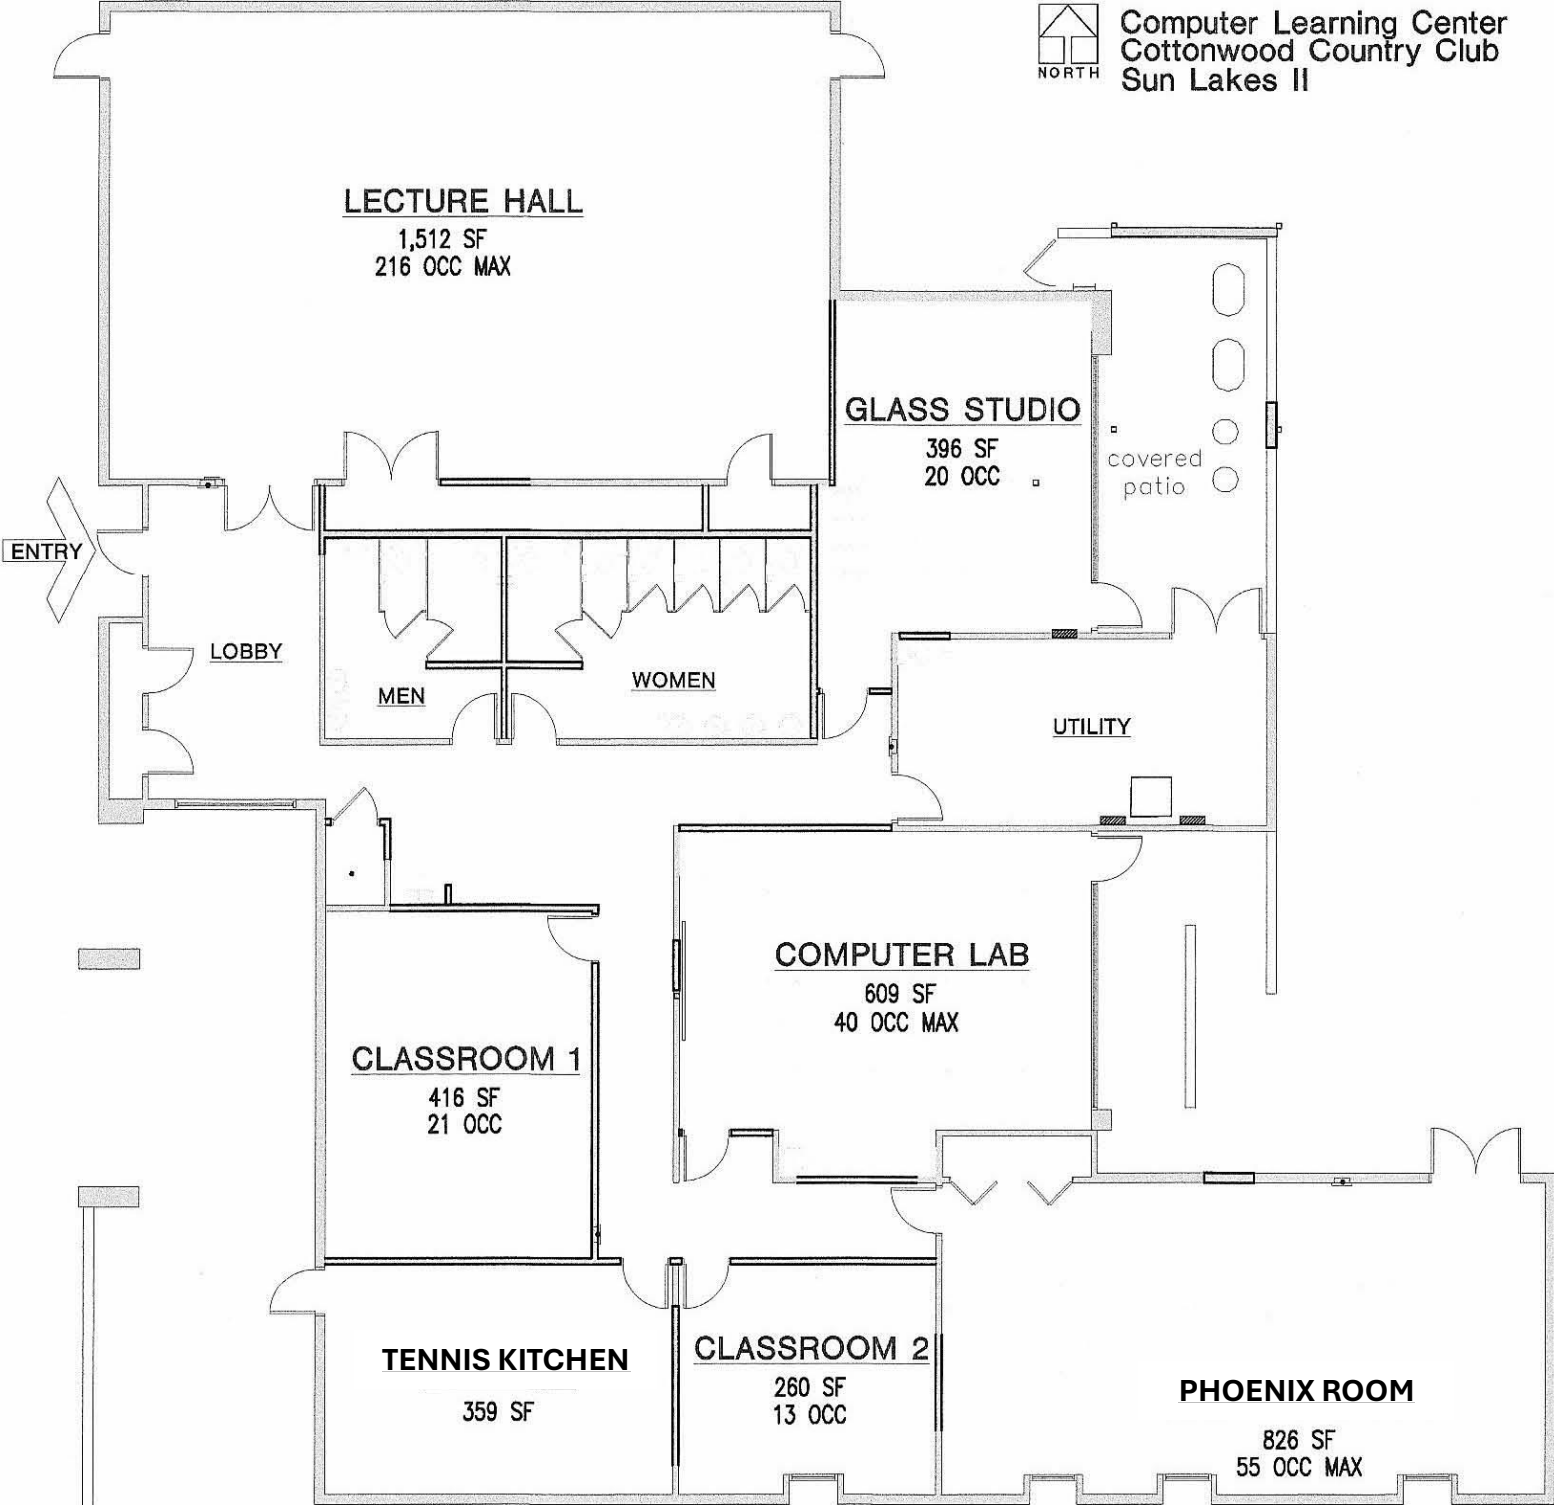 Computer Learning Center
Cottonwood Country Club
Sun Lakes II
NORTH
LECTURE HALL
1,512 SF
216 OCC MAX
GLASS STUDIO
396 SF
20 OCC
covered
patio
ENTRY
LOBBY
MEN
WOMEN
UTILITY
COMPUTER LAB
609 SF
40 OCC MAX
CLASSROOM 1
416 SF
21 OCC
TENNIS KITCHEN
359 SF
CLASSROOM 2
260 SF
13 OCC
PHOENIX ROOM
826 SF
55 OCC MAX